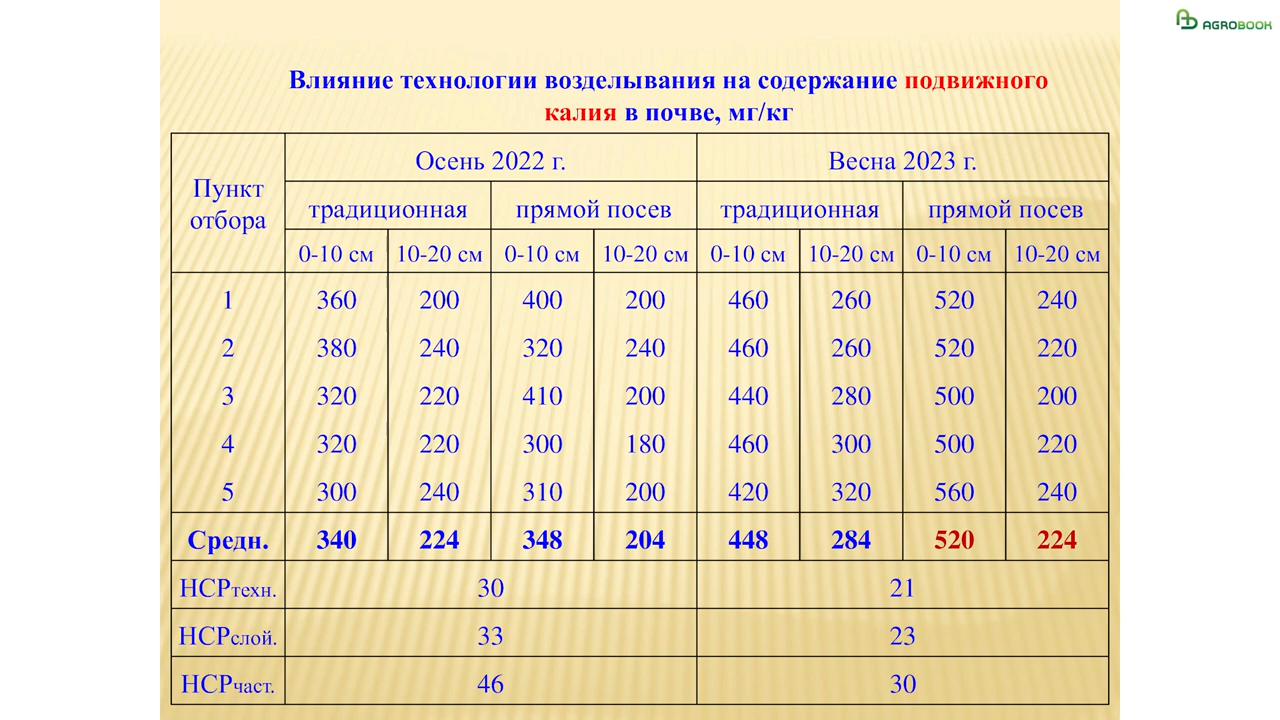 AGROBOOK
Влияние технологии возделывания на содержание подвижного
калия в почве, мг/кг
Пункт отбора Осень 2022 г. Весна 2023 г.
традиционная прямой посев традиционная прямой посев
0-10 см 10-20 см 0-10 см 10-20 см 0-10 см 10-20 см 0-10 см 10-20 см
1 360 200 400 200 460 260 520 240
2 380 240 320 240 460 260 520 220
3 320 220 410 200 440 280 500 200
4 320 220 300 180 460 300 500 220
5 300 240 310 200 420 320 560 240
Средн. 340 224 348 204 448 284 520 224
НСРтехн. 30 21
НСРслой. 33 23
НСРчаст. 46 30